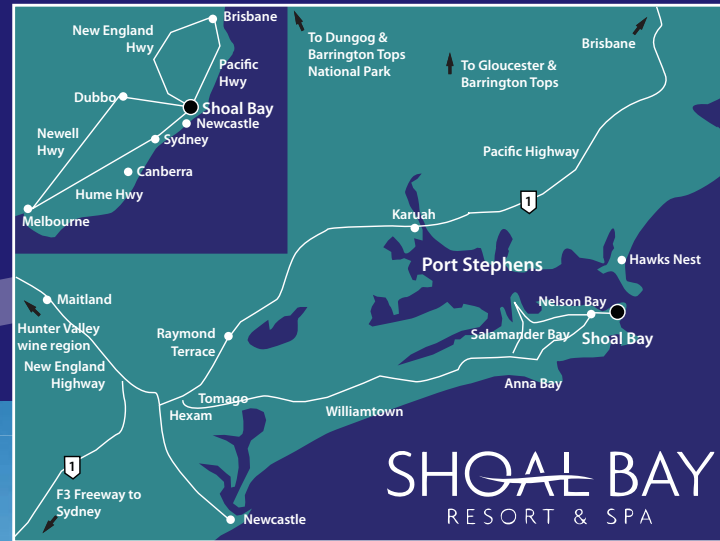 Brisbane
New England
Hwy
Pacific
Hwy
Dubbo
Shoal Bay
Newcastle
Newell
Hwy
Sydney
Canberra
Hume Hwy
Melbourne
To Dungog &
Barrington Tops
National Park
To Gloucester &
Barrington Tops
Brisbane
Pacific Highway
1
Karuah
Port Stephens
Hawks Nest
Maitland
Hunter Valley
wine region
New England
Highway
Raymond
Terrace
Nelson Bay
Salamander Bay
Shoal Bay
Anna Bay
Tomago
Hexam
Williamtown
1
F3 Freeway to
Sydney
Newcastle
SHOAL BAY
RESORT & SPA